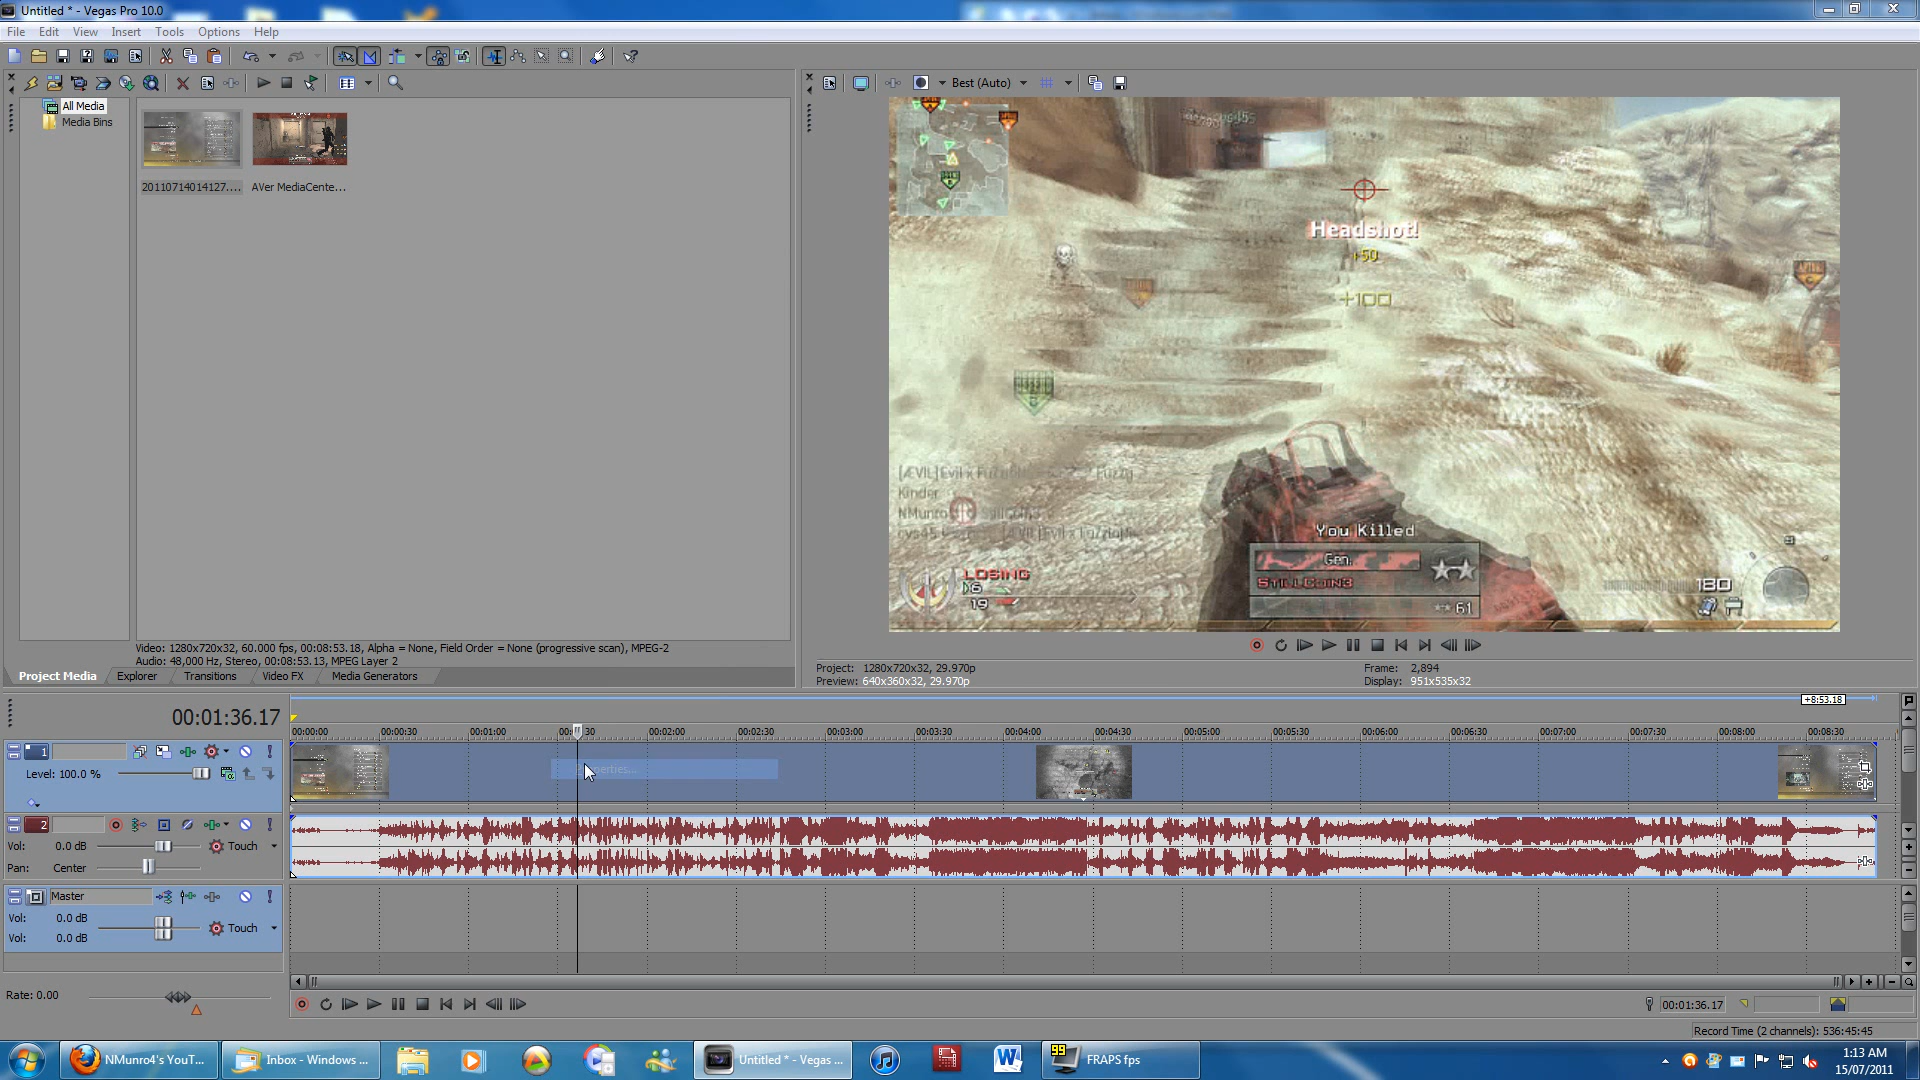 Untitled * - Vegas Pro 10.0
File Edit View Insert Tools Options Help
Best (Auto)
All Media
Media Bins
20110714014127....
AVer MediaCente...
Headshot!
+50
+100
Kinder
LOSING
19
You Killed
Gen.
StillCoin3
61
180
Video: 1280x720x32, 60.000 fps, 00:08:53.18, Alpha = None, Field Order = None (progressive scan), MPEG-2
Audio: 48,000 Hz, Stereo, 00:08:53.13, MPEG Layer 2
Project Media Explorer Transitions Video FX Media Generators
Project: 1280x720x32, 29.970p
Preview: 640x360x32, 29.970p
Frame: 2,894
Display: 951x535x32
+8:53.18
00:01:36.17
00:00:00 00:00:30 00:01:00 30 00:02:00 00:02:30 00:03:00 00:03:30 00:04:00 00:04:30 00:05:00 00:05:30 00:06:00 00:06:30 00:07:00 00:07:30 00:08:00 00:08:30
1
Level: 100.0 %
2
Vol: 0.0 dB Touch
Pan: Center
Master
Vol: 0.0 dB Touch
Vol: 0.0 dB
Rate: 0.00
00:01:36.17
Record Time (2 channels): 536:45:45
NMunro4's YouT...
Inbox - Windows ...
Untitled * - Vegas ...
99
FRAPS fps
1:13 AM
15/07/2011